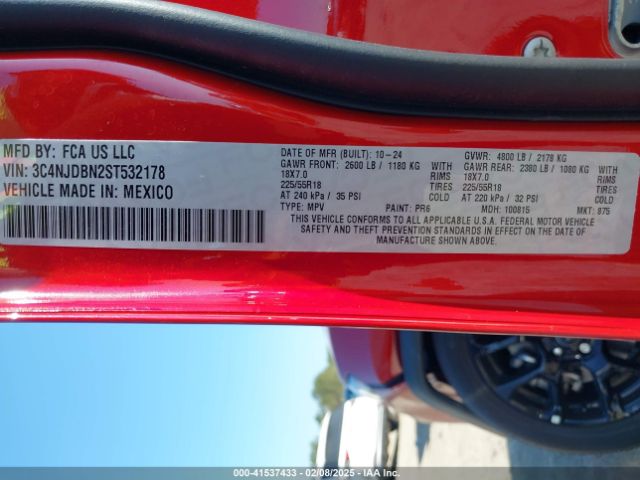 MFD BY: FCA US LLC
VIN: 3C4NJDBN2ST532178
VEHICLE MADE IN: MEXICO
DATE OF MFR (BUILT): 10-24 GVWR: 4800 LB / 2178 KG
GAWR FRONT: 2600 LB / 1180 KG WITH GAWR REAR: 2380 LB / 1080 KG WITH
18X7.0 RIMS 18X7.0 RIMS
225/55R18 TIRES 225/55R18 TIRES
AT 240 kPa / 35 PSI COLD AT 220 kPa / 32 PSI COLD
TYPE: MPV PAINT: PR6 MDH: 100815 MKT: 875
THIS VEHICLE CONFORMS TO ALL APPLICABLE U.S.A. FEDERAL MOTOR VEHICLE
SAFETY AND THEFT PREVENTION STANDARDS IN EFFECT ON THE DATE OF
MANUFACTURE SHOWN ABOVE.
000-41537433 - 02/08/2025 - IAA Inc.